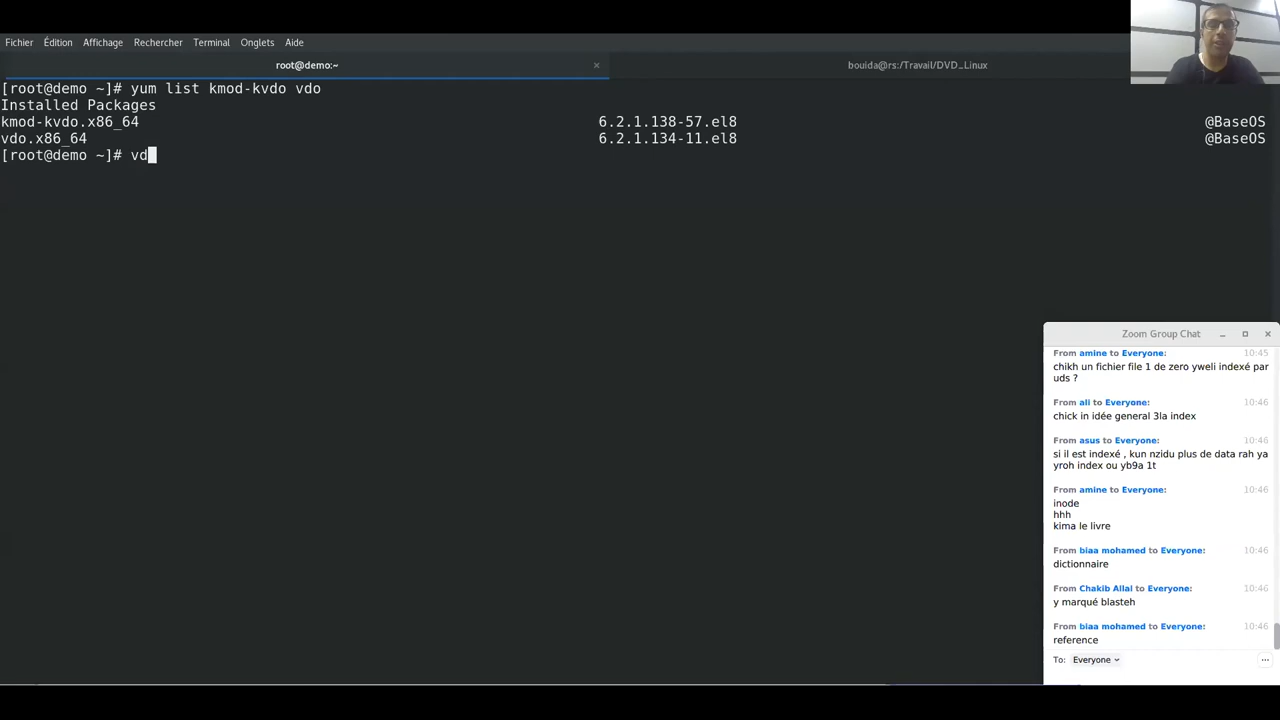 Fichier Édition Affichage Rechercher Terminal Onglets Aide
root@demo:~ × bouida@rs:/Travail/DVD_Linux
[root@demo ~]# yum list kmod-kvdo vdo
Installed Packages
kmod-kvdo.x86_64 6.2.1.138-57.el8 @BaseOS
vdo.x86_64 6.2.1.134-11.el8 @BaseOS
[root@demo ~]# vd
Zoom Group Chat
From amine to Everyone: 10:45
chikh un fichier file 1 de zero yweli indexé par
uds ?
From ali to Everyone: 10:46
chick in idée general 3la index
From asus to Everyone: 10:46
si il est indexé , kun nzidu plus de data rah ya
yroh index ou yb9a 1t
From amine to Everyone: 10:46
inode
hhh
kima le livre
From biaa mohamed to Everyone: 10:46
dictionnaire
From Chakib Allal to Everyone: 10:46
y marqué blasteh
From biaa mohamed to Everyone: 10:46
reference
To: Everyone